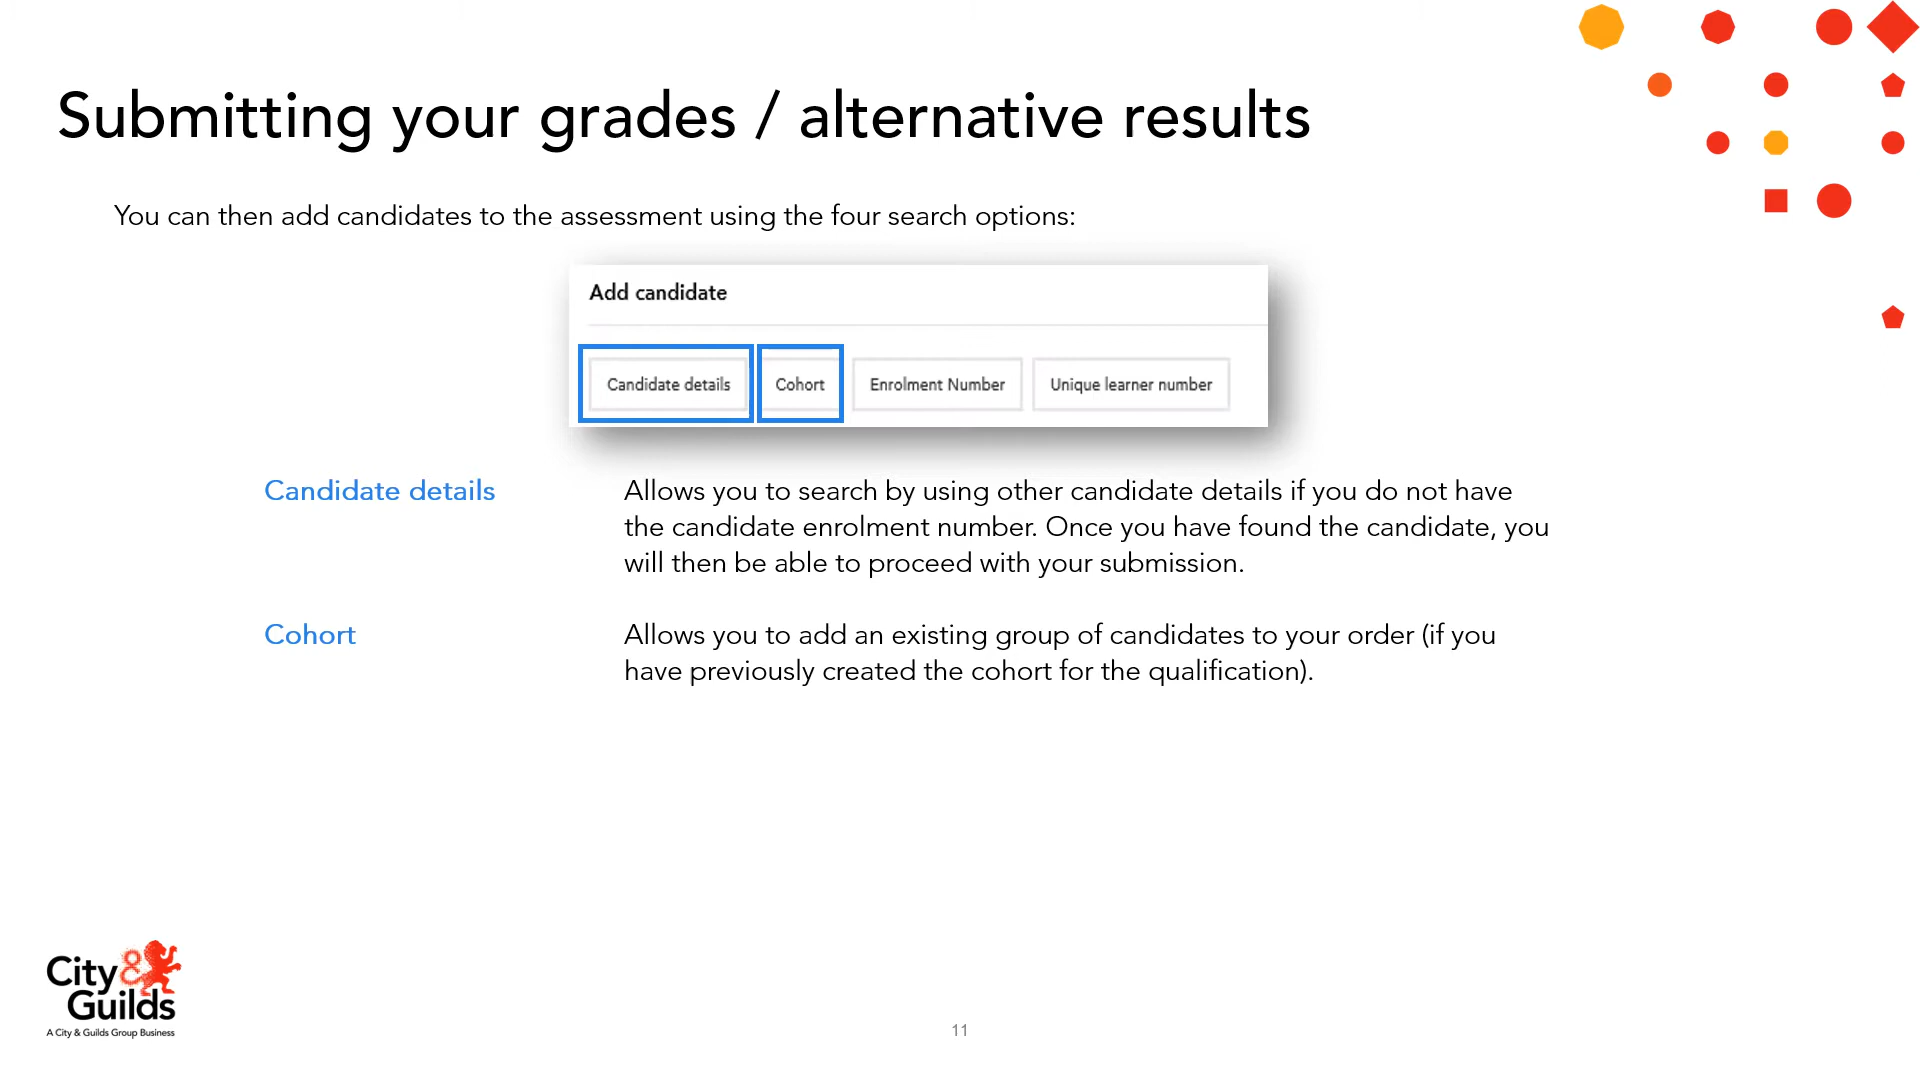 Submitting your grades / alternative results
You can then add candidates to the assessment using the four search options:
Add candidate
Candidate details
Cohort
Enrolment Number
Unique learner number
Candidate details
Allows you to search by using other candidate details if you do not have
the candidate enrolment number. Once you have found the candidate, you
will then be able to proceed with your submission.
Cohort
Allows you to add an existing group of candidates to your order (if you
have previously created the cohort for the qualification).
City &
Guilds
A City & Guilds Group Business
11